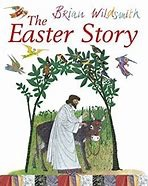 Brian Wildsmith
The
Easter Story